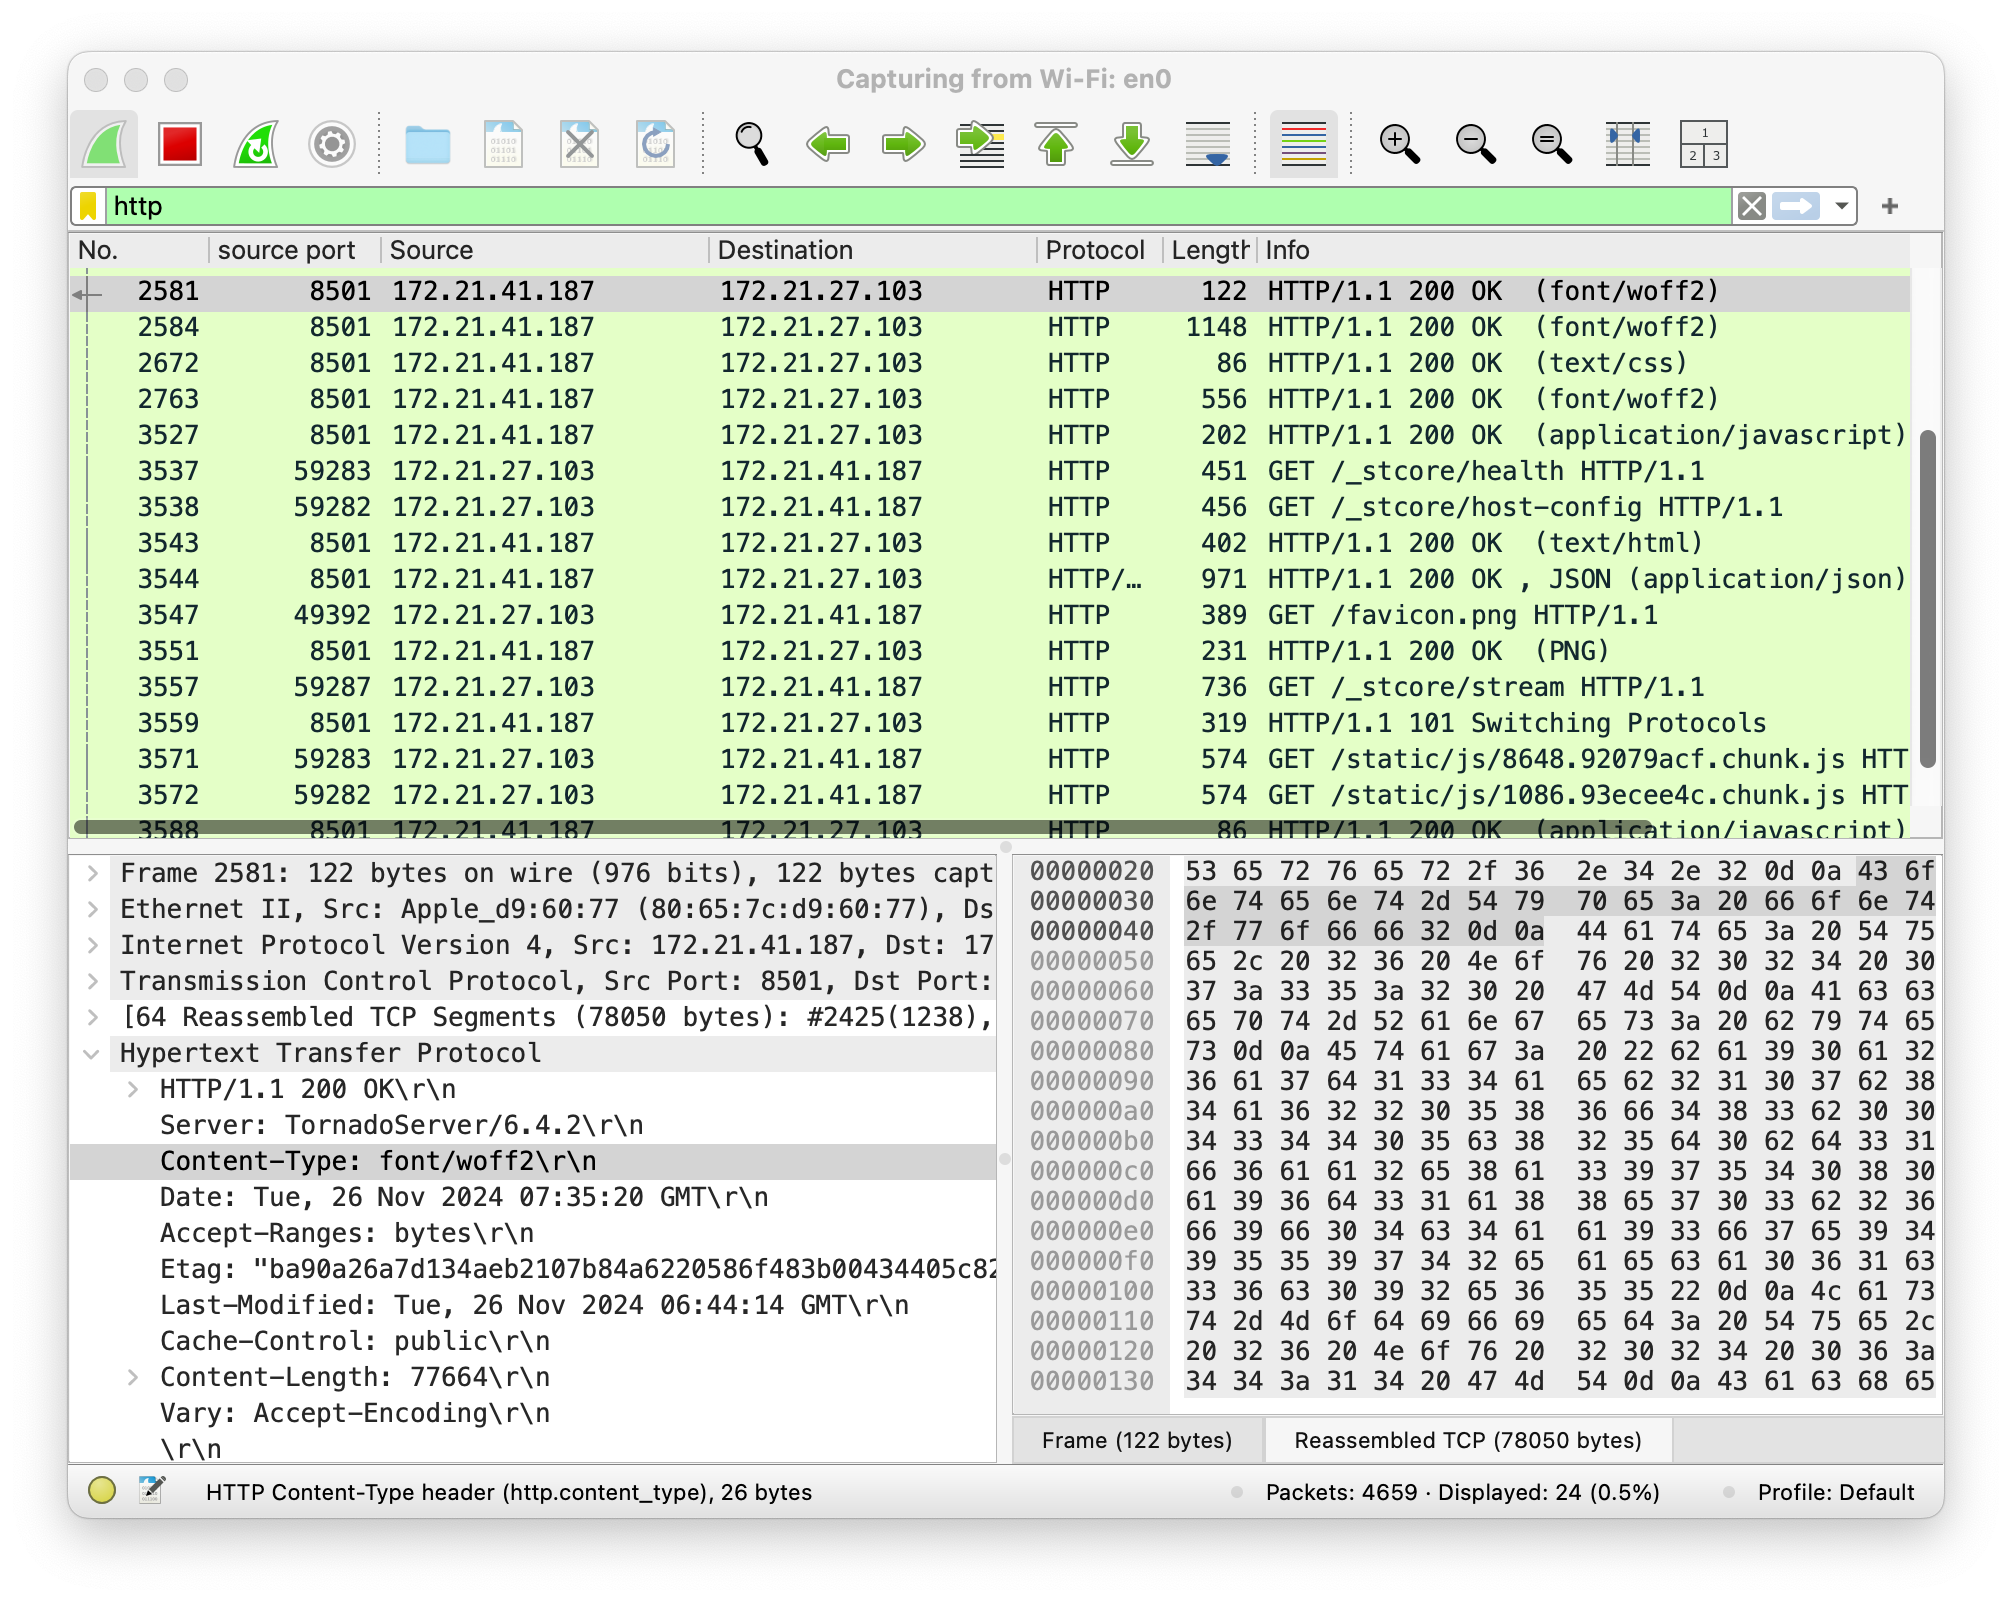 Capturing from Wi-Fi: en0
http
No. source port Source Destination Protocol Length Info
2581 8501 172.21.41.187 172.21.27.103 HTTP 122 HTTP/1.1 200 OK (font/woff2)
2584 8501 172.21.41.187 172.21.27.103 HTTP 1148 HTTP/1.1 200 OK (font/woff2)
2672 8501 172.21.41.187 172.21.27.103 HTTP 86 HTTP/1.1 200 OK (text/css)
2763 8501 172.21.41.187 172.21.27.103 HTTP 556 HTTP/1.1 200 OK (font/woff2)
3527 8501 172.21.41.187 172.21.27.103 HTTP 202 HTTP/1.1 200 OK (application/javascript)
3537 59283 172.21.27.103 172.21.41.187 HTTP 451 GET /_stcore/health HTTP/1.1
3538 59282 172.21.27.103 172.21.41.187 HTTP 456 GET /_stcore/host-config HTTP/1.1
3543 8501 172.21.41.187 172.21.27.103 HTTP 402 HTTP/1.1 200 OK (text/html)
3544 8501 172.21.41.187 172.21.27.103 HTTP/… 971 HTTP/1.1 200 OK , JSON (application/json)
3547 49392 172.21.27.103 172.21.41.187 HTTP 389 GET /favicon.png HTTP/1.1
3551 8501 172.21.41.187 172.21.27.103 HTTP 231 HTTP/1.1 200 OK (PNG)
3557 59287 172.21.27.103 172.21.41.187 HTTP 736 GET /_stcore/stream HTTP/1.1
3559 8501 172.21.41.187 172.21.27.103 HTTP 319 HTTP/1.1 101 Switching Protocols
3571 59283 172.21.27.103 172.21.41.187 HTTP 574 GET /static/js/8648.92079acf.chunk.js HTT
3572 59282 172.21.27.103 172.21.41.187 HTTP 574 GET /static/js/1086.93ecee4c.chunk.js HTT
3588 8501 172.21.41.187 172.21.27.103 HTTP 86 HTTP/1.1 200 OK (application/javascript)
Frame 2581: 122 bytes on wire (976 bits), 122 bytes capt
Ethernet II, Src: Apple_d9:60:77 (80:65:7c:d9:60:77), Ds
Internet Protocol Version 4, Src: 172.21.41.187, Dst: 17
Transmission Control Protocol, Src Port: 8501, Dst Port:
[64 Reassembled TCP Segments (78050 bytes): #2425(1238),
Hypertext Transfer Protocol
HTTP/1.1 200 OK\r\n
Server: TornadoServer/6.4.2\r\n
Content-Type: font/woff2\r\n
Date: Tue, 26 Nov 2024 07:35:20 GMT\r\n
Accept-Ranges: bytes\r\n
Etag: "ba90a26a7d134aeb2107b84a6220586f483b00434405c82
Last-Modified: Tue, 26 Nov 2024 06:44:14 GMT\r\n
Cache-Control: public\r\n
Content-Length: 77664\r\n
Vary: Accept-Encoding\r\n
\r\n
00000020 53 65 72 76 65 72 2f 36 2e 34 2e 32 0d 0a 43 6f
00000030 6e 74 65 6e 74 2d 54 79 70 65 3a 20 66 6f 6e 74
00000040 2f 77 6f 66 66 32 0d 0a 44 61 74 65 3a 20 54 75
00000050 65 2c 20 32 36 20 4e 6f 76 20 32 30 32 34 20 30
00000060 37 3a 33 35 3a 32 30 20 47 4d 54 0d 0a 41 63 63
00000070 65 70 74 2d 52 61 6e 67 65 73 3a 20 62 79 74 65
00000080 73 0d 0a 45 74 61 67 3a 20 22 62 61 39 30 61 32
00000090 36 61 37 64 31 33 34 61 65 62 32 31 30 37 62 38
000000a0 34 61 36 32 32 30 35 38 36 66 34 38 33 62 30 30
000000b0 34 33 34 34 30 35 63 38 32 35 64 30 62 64 33 31
000000c0 66 36 61 61 32 65 38 61 33 39 37 35 34 30 38 30
000000d0 61 39 36 64 33 31 61 38 38 65 37 30 33 62 32 36
000000e0 66 39 66 30 34 63 34 61 61 39 33 66 37 65 39 34
000000f0 39 35 35 39 37 34 32 65 61 65 63 61 30 36 31 63
00000100 33 36 63 30 39 32 65 36 35 35 22 0d 0a 4c 61 73
00000110 74 2d 4d 6f 64 69 66 69 65 64 3a 20 54 75 65 2c
00000120 20 32 36 20 4e 6f 76 20 32 30 32 34 20 30 36 3a
00000130 34 34 3a 31 34 20 47 4d 54 0d 0a 43 61 63 68 65
Frame (122 bytes) Reassembled TCP (78050 bytes)
HTTP Content-Type header (http.content_type), 26 bytes Packets: 4659 · Displayed: 24 (0.5%) Profile: Default